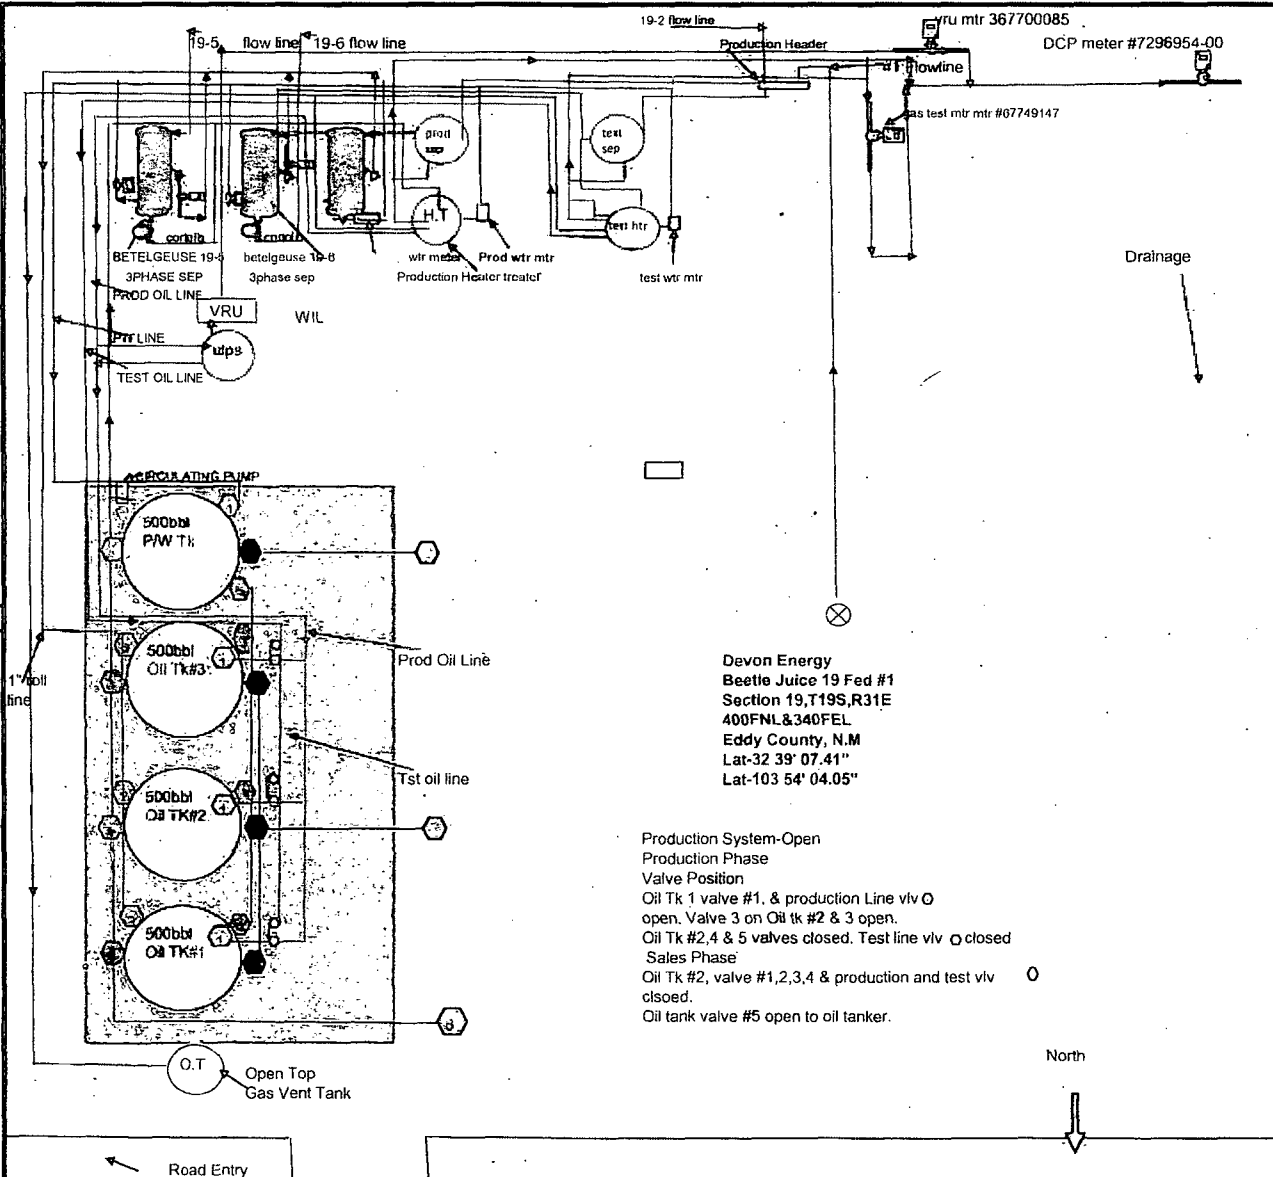 19-2 flow line
vru mtr 367700085
19-5 flow line
19-6 flow line
Production Header
DCP meter #7296954-00
#1 Flowline
gas test mtr mtr #67749147
prod
sep
test
sep
H.T
test htr
BETELGEUSE 19-5
3PHASE SEP
betelgeuse 19-6
3phase sep
wtr meter
Prod wtr mtr
Production Heater treater
test wtr mtr
Drainage
PROD OIL LINE
VRU
WIL
LINE
TEST OIL LINE
CIRCULATING PUMP
500bbl
P/W Tk
500bbl
Oil Tk#3
Prod Oil Line
line
Tst oil line
500bbl
Oil TK#2
500bbl
Oil TK#1
Devon Energy
Beetle Juice 19 Fed #1
Section 19,T19S,R31E
400FNL&340FEL
Eddy County, N.M
Lat-32 39' 07.41"
Lat-103 54' 04.05"
Production System-Open
Production Phase
Valve Position
Oil Tk 1 valve #1, & production Line vlv
open. Valve 3 on Oil tk #2 & 3 open.
Oil Tk #2,4 & 5 valves closed. Test line vlv closed
Sales Phase
Oil Tk #2, valve #1,2,3,4 & production and test vlv
clsoed.
Oil tank valve #5 open to oil tanker.
O.T
Open Top
Gas Vent Tank
North
Road Entry